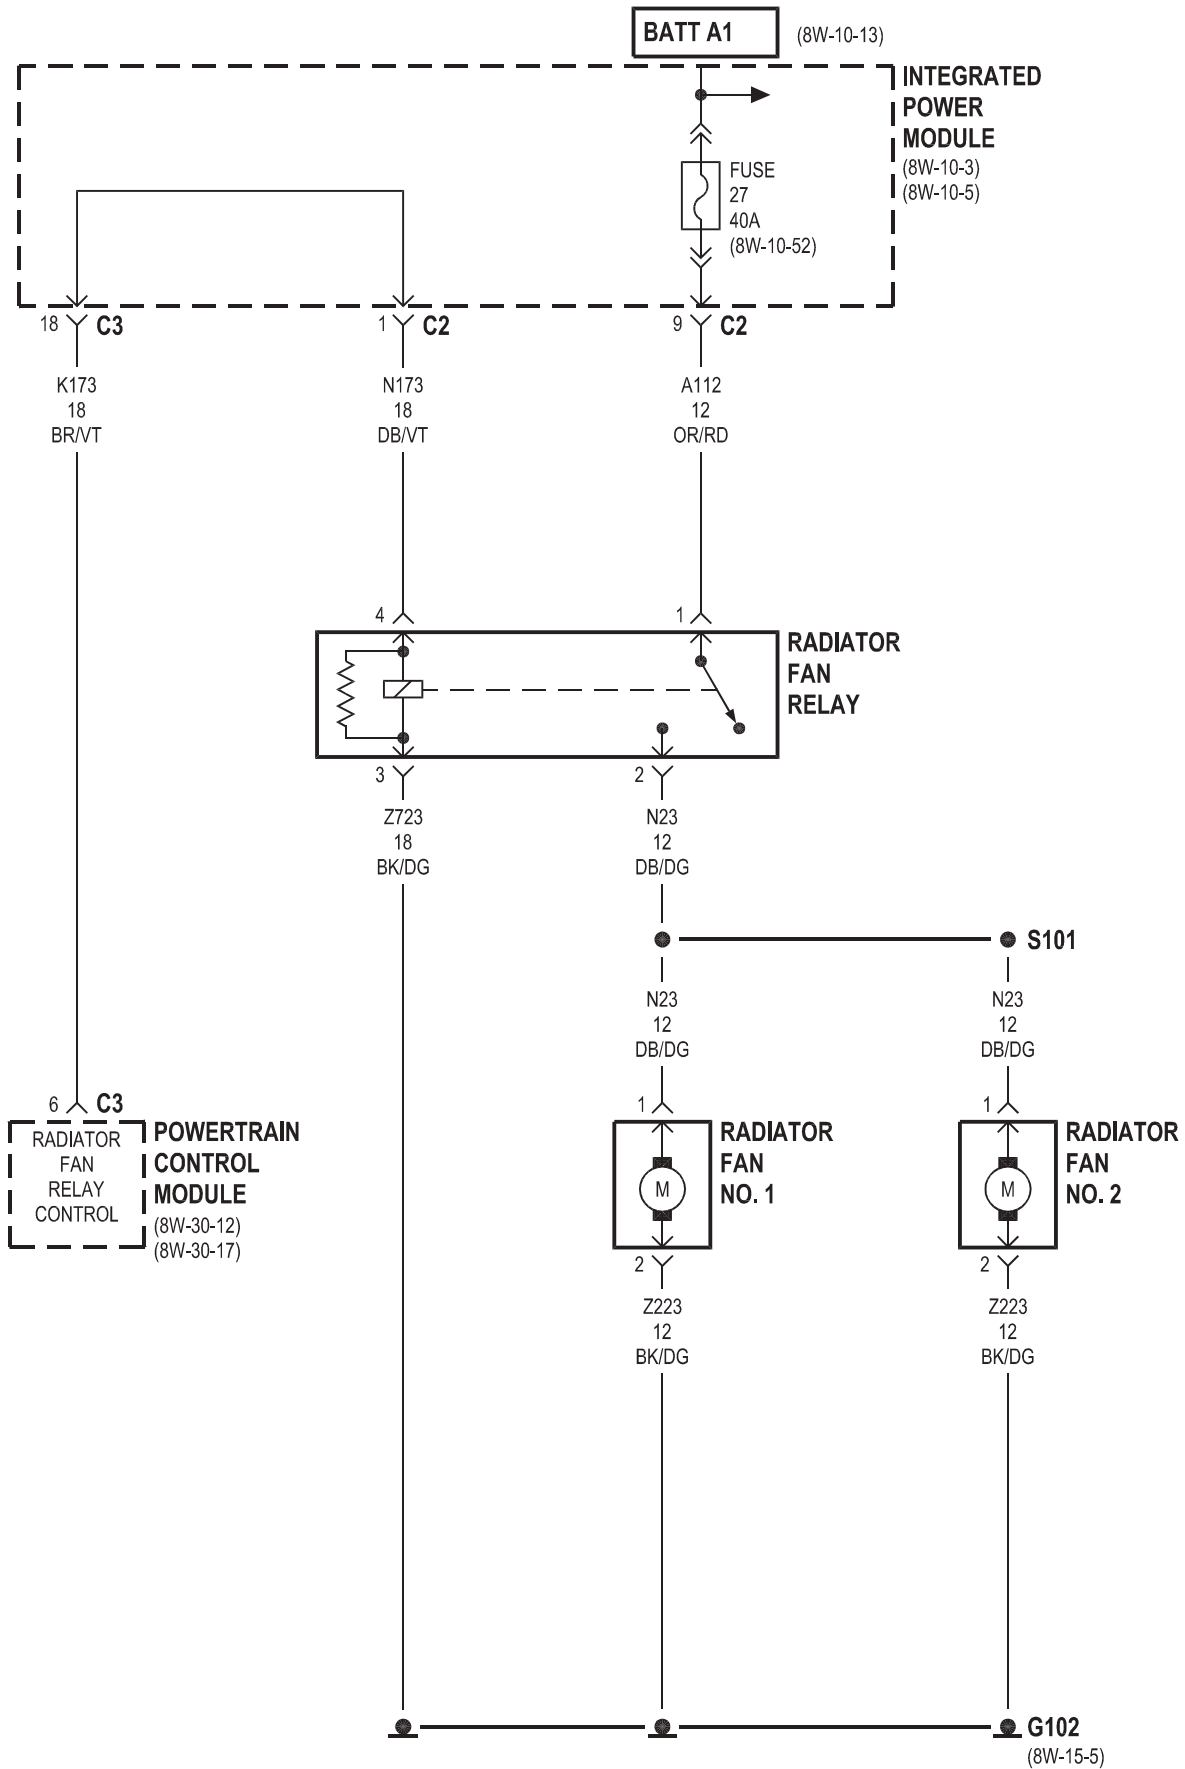 BATT A1
(8W-10-13)
INTEGRATED
POWER
MODULE
(8W-10-3)
(8W-10-5)
FUSE
27
40A
(8W-10-52)
18 C3
1 C2
9 C2
K173
18
BR/VT
N173
18
DB/VT
A112
12
OR/RD
4
1
RADIATOR
FAN
RELAY
3
2
Z723
18
BK/DG
N23
12
DB/DG
S101
N23
12
DB/DG
N23
12
DB/DG
6 C3
RADIATOR
FAN
RELAY
CONTROL
POWERTRAIN
CONTROL
MODULE
(8W-30-12)
(8W-30-17)
1
M
RADIATOR
FAN
NO. 1
2
1
M
RADIATOR
FAN
NO. 2
2
Z223
12
BK/DG
Z223
12
BK/DG
G102
(8W-15-5)